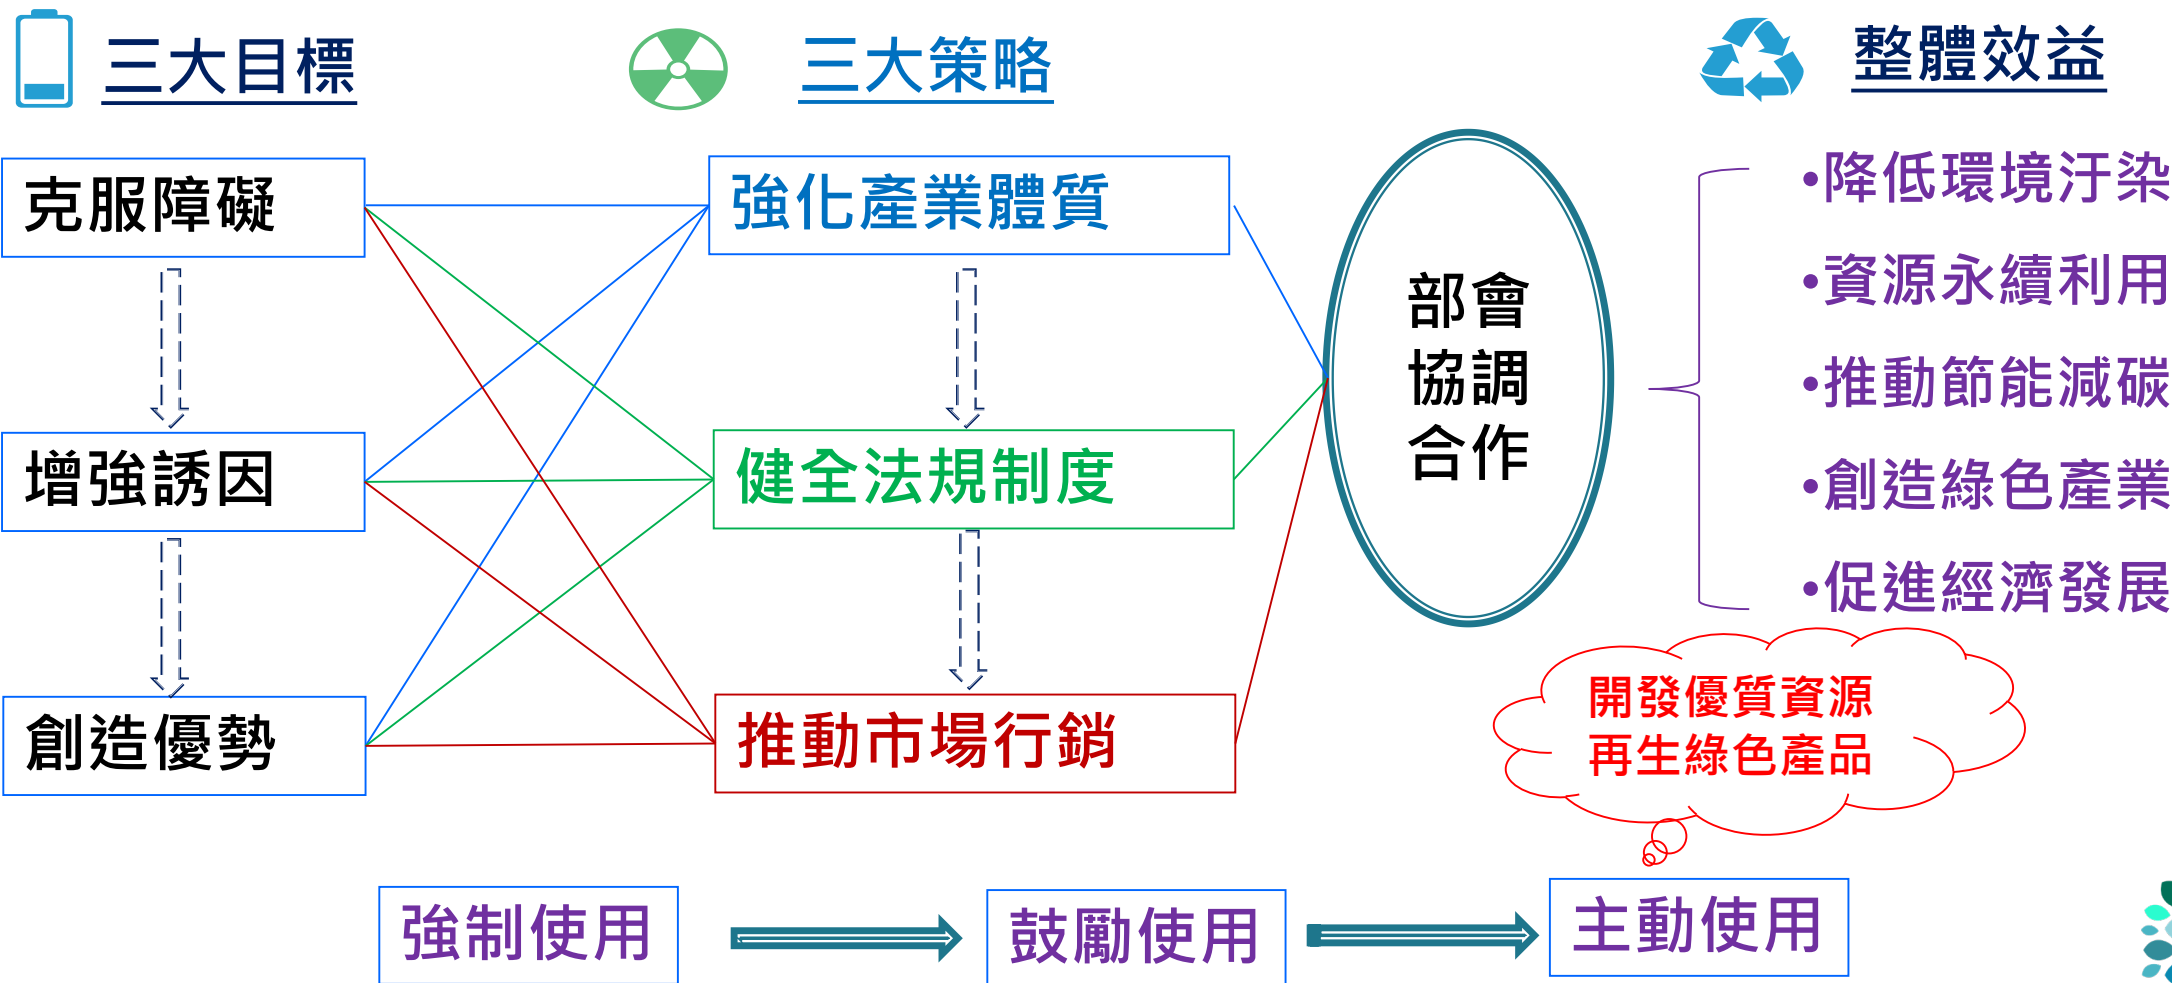 三大目標
三大策略
整體效益
克服障礙
增強誘因
創造優勢
強化產業體質
健全法規制度
推動市場行銷
部會
協調
合作
•降低環境汙染
•資源永續利用
•推動節能減碳
•創造綠色產業
•促進經濟發展
開發優質資源
再生綠色產品
強制使用
鼓勵使用
主動使用